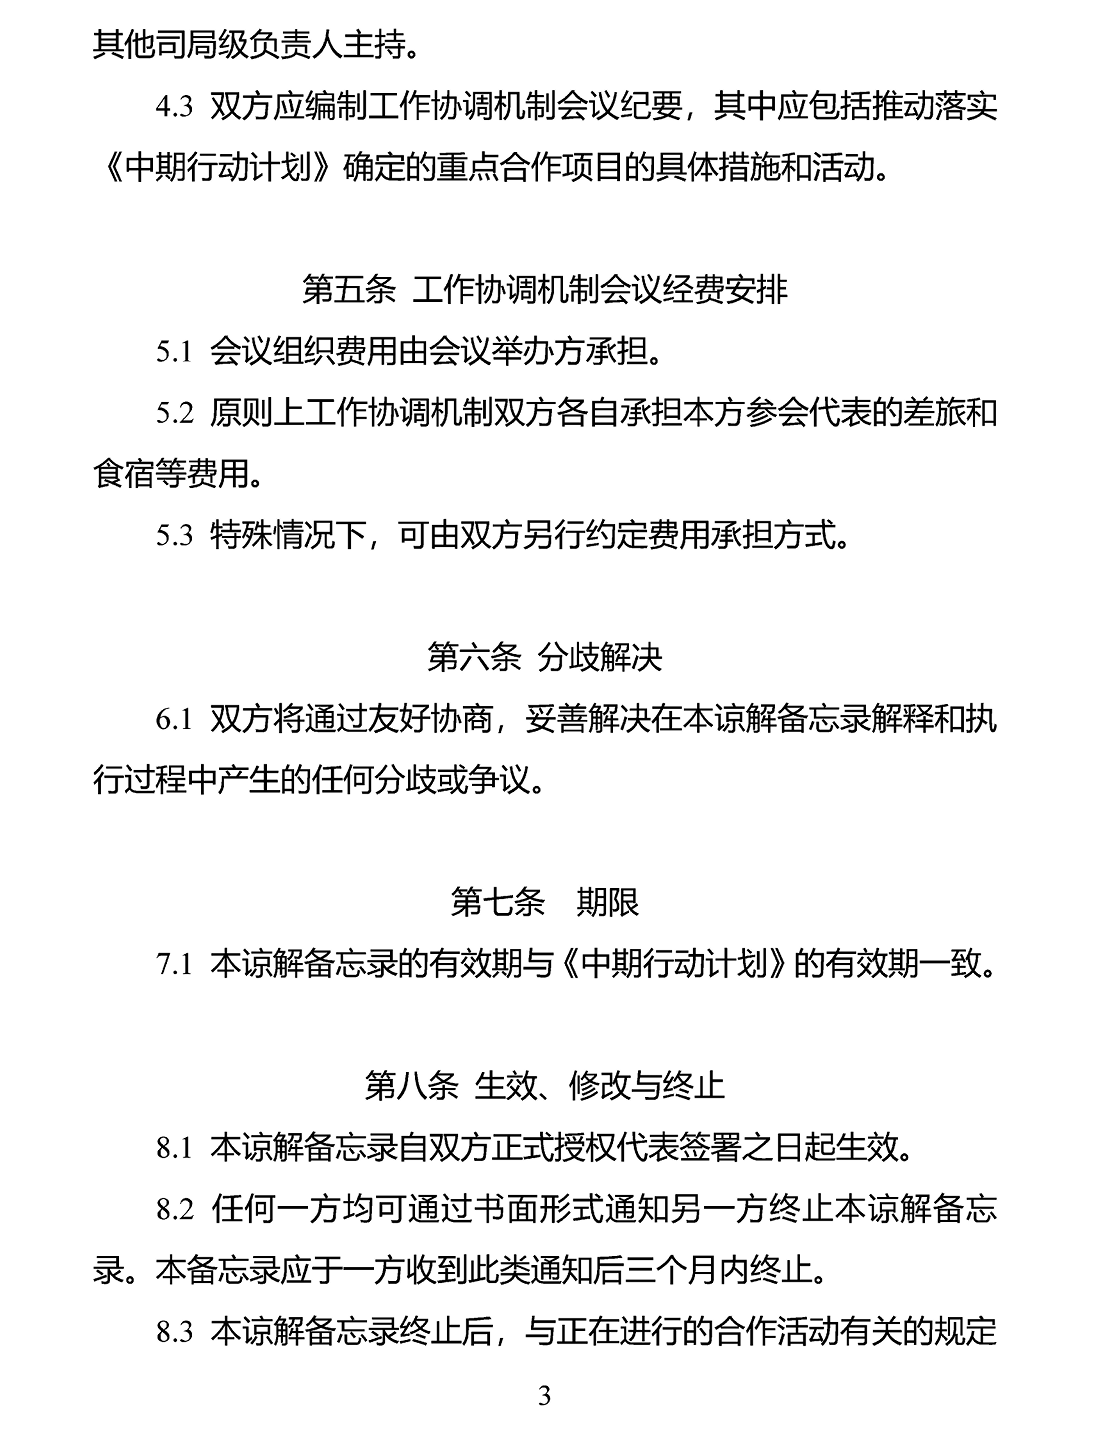 其他司局级负责人主持。
4.3 双方应编制工作协调机制会议纪要，其中应包括推动落实
《中期行动计划》确定的重点合作项目的具体措施和活动。
第五条 工作协调机制会议经费安排
5.1 会议组织费用由会议举办方承担。
5.2 原则上工作协调机制双方各自承担本方参会代表的差旅和
食宿等费用。
5.3 特殊情况下，可由双方另行约定费用承担方式。
第六条 分歧解决
6.1 双方将通过友好协商，妥善解决在本谅解备忘录解释和执
行过程中产生的任何分歧或争议。
第七条 期限
7.1 本谅解备忘录的有效期与《中期行动计划》的有效期一致。
第八条 生效、修改与终止
8.1 本谅解备忘录自双方正式授权代表签署之日起生效。
8.2 任何一方均可通过书面形式通知另一方终止本谅解备忘
录。本备忘录应于一方收到此类通知后三个月内终止。
8.3 本谅解备忘录终止后，与正在进行的合作活动有关的规定
3